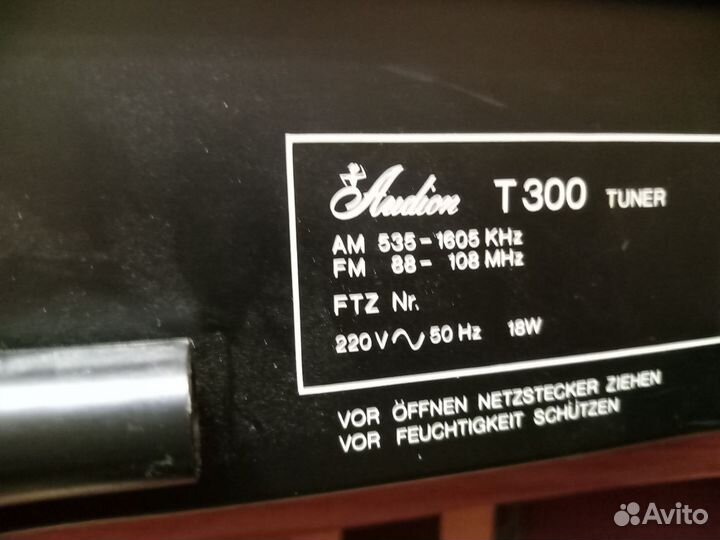 Audion T 300 TUNER
AM 535-1605 KHz
FM 88- 108 MHz
FTZ Nr.
220 V ~ 50 Hz 18W
VOR ÖFFNEN NETZSTECKER ZIEHEN
VOR FEUCHTIGKEIT SCHÜTZEN
Avito